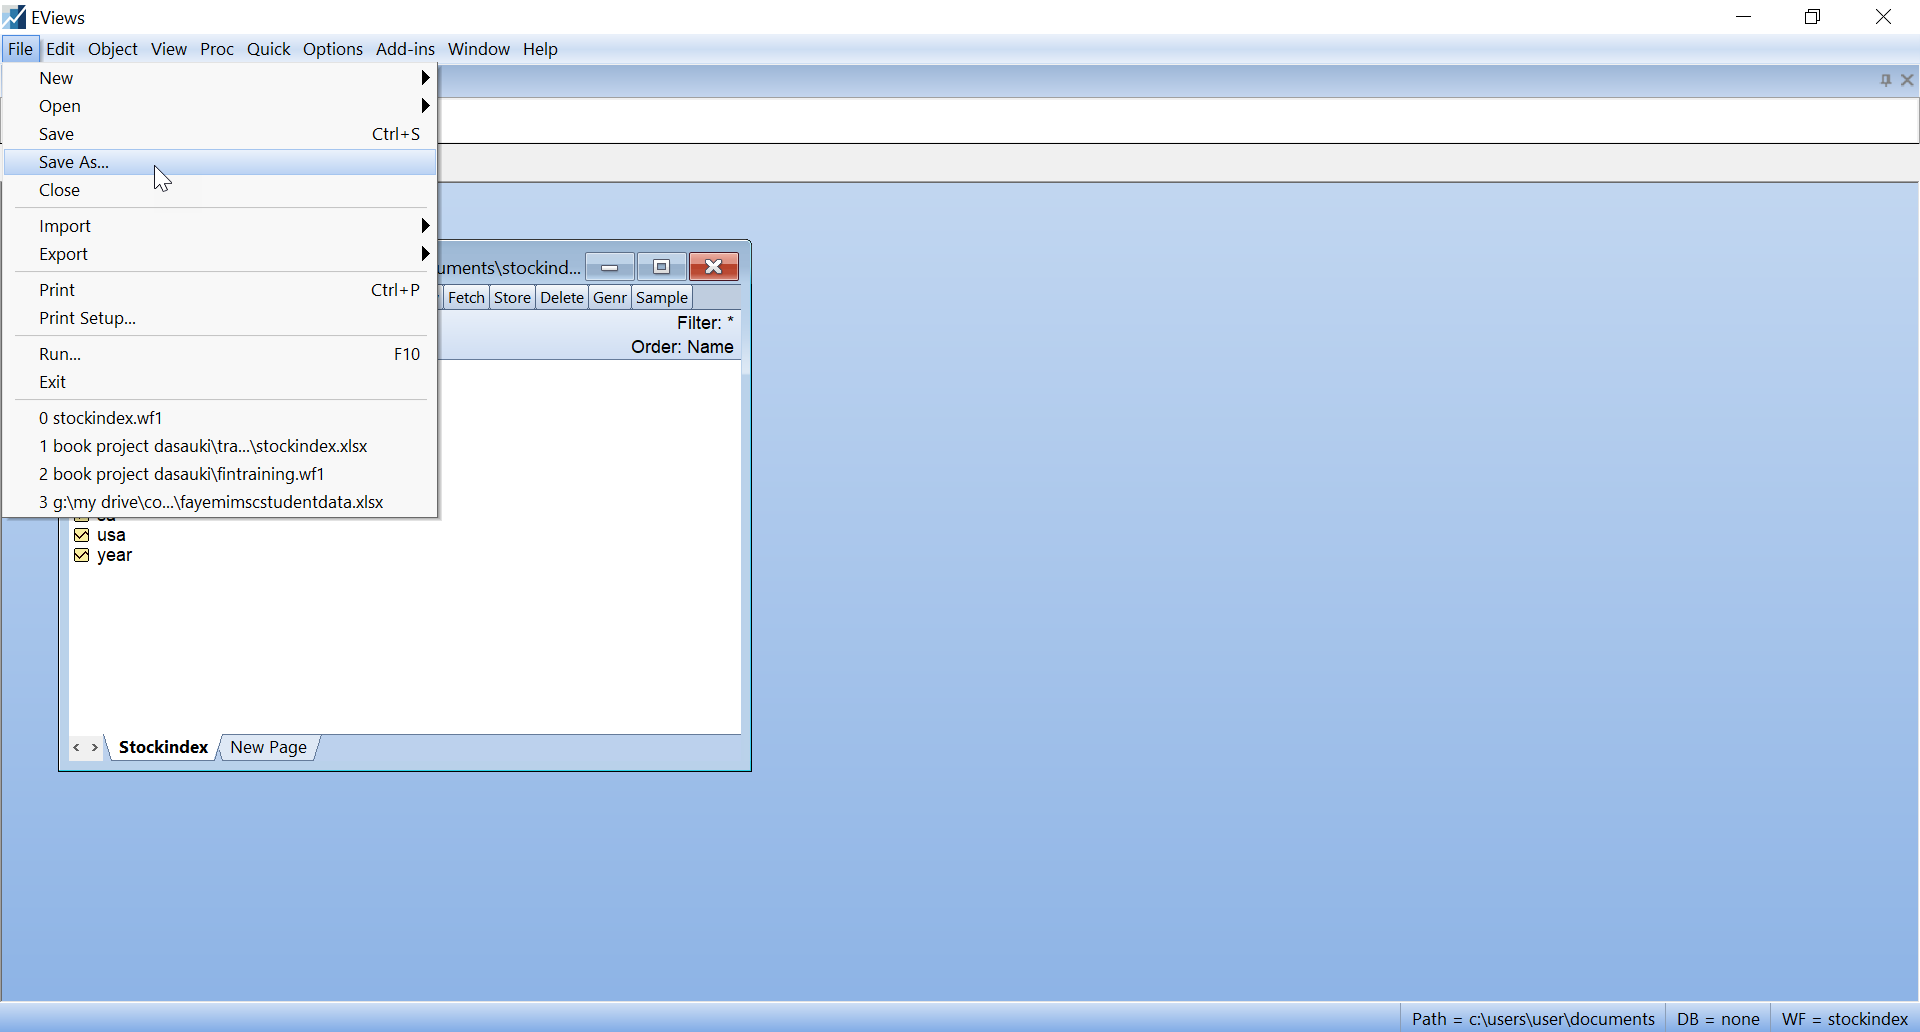 EViews
File Edit Object View Proc Quick Options Add-ins Window Help
New
Open
Save Ctrl+S
Save As...
Close
Import
Export
Print Ctrl+P
Print Setup...
Run... F10
Exit
0 stockindex.wf1
1 book project dasauki\tra...\stockindex.xlsx
2 book project dasauki\fintraining.wf1
3 g:\my drive\co...\fayemimscstudentdata.xlsx
uments\stockind...
Fetch Store Delete Genr Sample
Filter: *
Order: Name
usa
year
< > Stockindex New Page
Path = c:\users\user\documents DB = none WF = stockindex